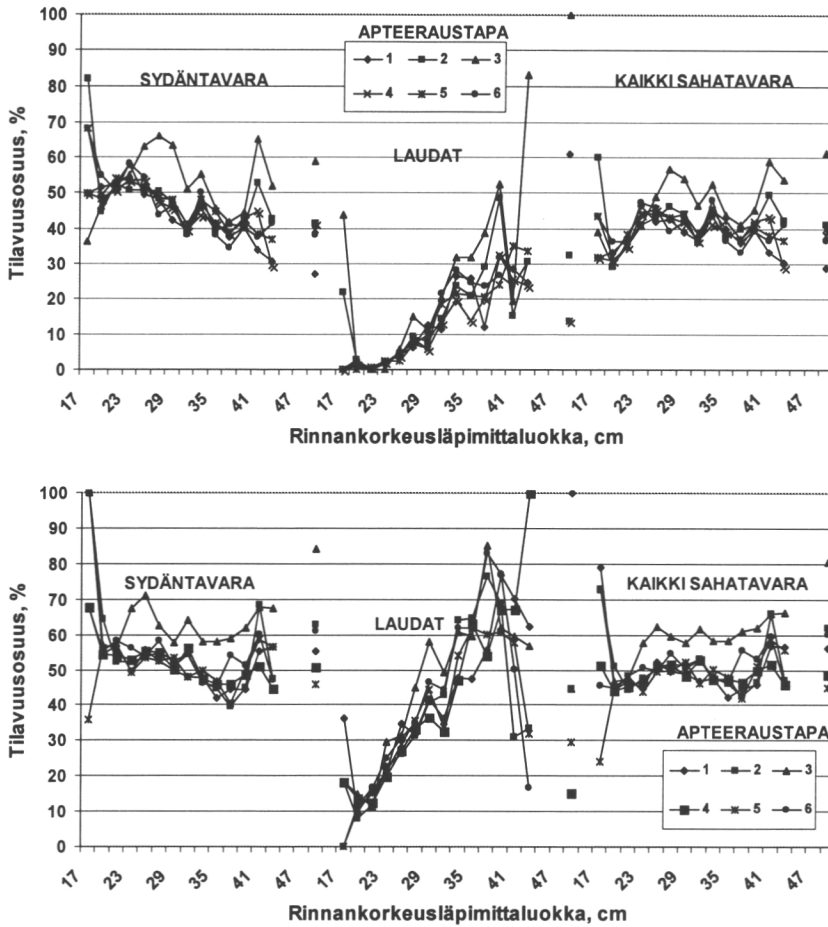 APTEERAUSTAPA
1 2 3
4 5 6
SYDÄNTAVARA
LAUDAT
KAIKKI SAHATAVARA
Tilavuusosuus, %
100
90
80
70
60
50
40
30
20
10
0
17 23 29 35 41 47 17 23 29 35 41 47 17 23 29 35 41 47
Rinnankorkeusläpimittaluokka, cm
SYDÄNTAVARA
LAUDAT
KAIKKI SAHATAVARA
APTEERAUSTAPA
1 2 3
4 5 6
Tilavuusosuus, %
100
90
80
70
60
50
40
30
20
10
0
17 23 29 35 41 47 17 23 29 35 41 47 17 23 29 35 41 47
Rinnankorkeusläpimittaluokka, cm